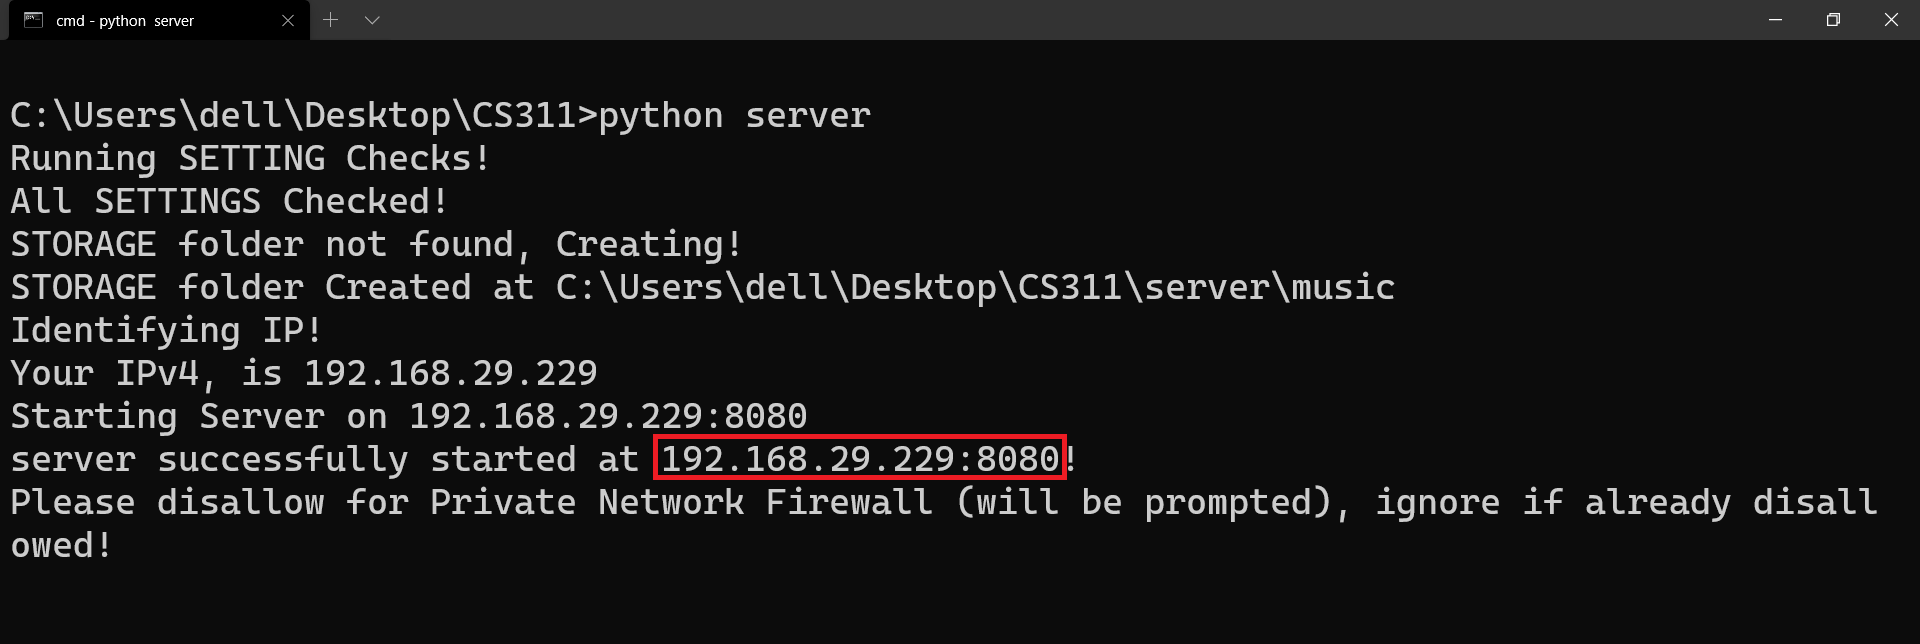 cmd - python  server
C:\Users\dell\Desktop\CS311>python server
Running SETTING Checks!
All SETTINGS Checked!
STORAGE folder not found, Creating!
STORAGE folder Created at C:\Users\dell\Desktop\CS311\server\music
Identifying IP!
Your IPv4, is 192.168.29.229
Starting Server on 192.168.29.229:8080
server successfully started at 192.168.29.229:8080!
Please disallow for Private Network Firewall (will be prompted), ignore if already disall
owed!